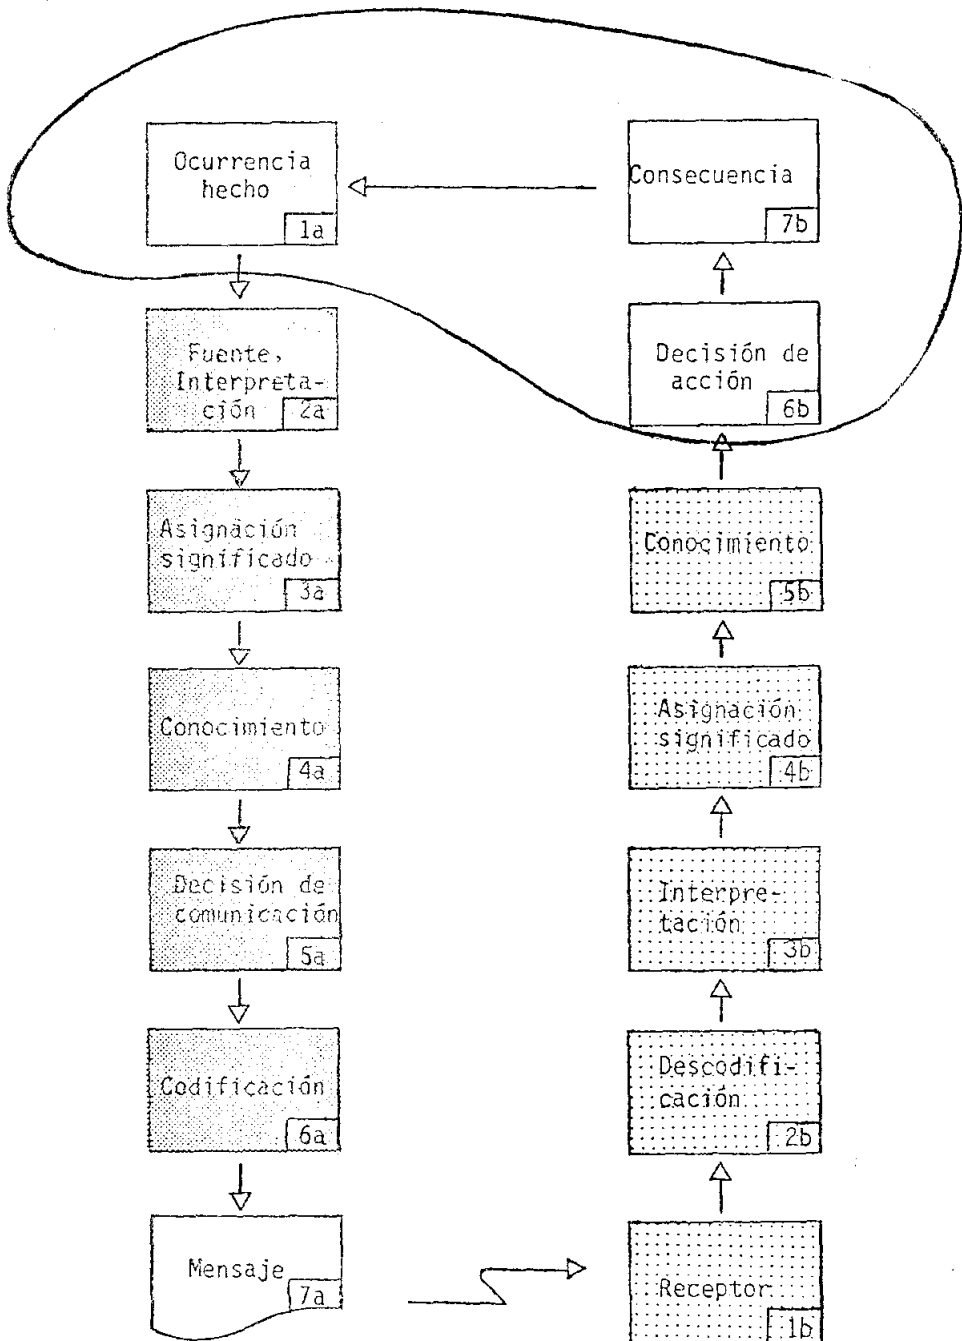 Ocurrencia
hecho
1a
Fuente,
Interpreta-
ción
2a
Asignación
significado
3a
Conocimiento
4a
Decisión de
comunicación
5a
Codificación
6a
Mensaje
7a
Consecuencia
7b
Decisión de
acción
6b
Conocimiento
5b
Asignación
significado
4b
Interpre-
tación
3b
Descodifi-
cación
2b
Receptor
1b